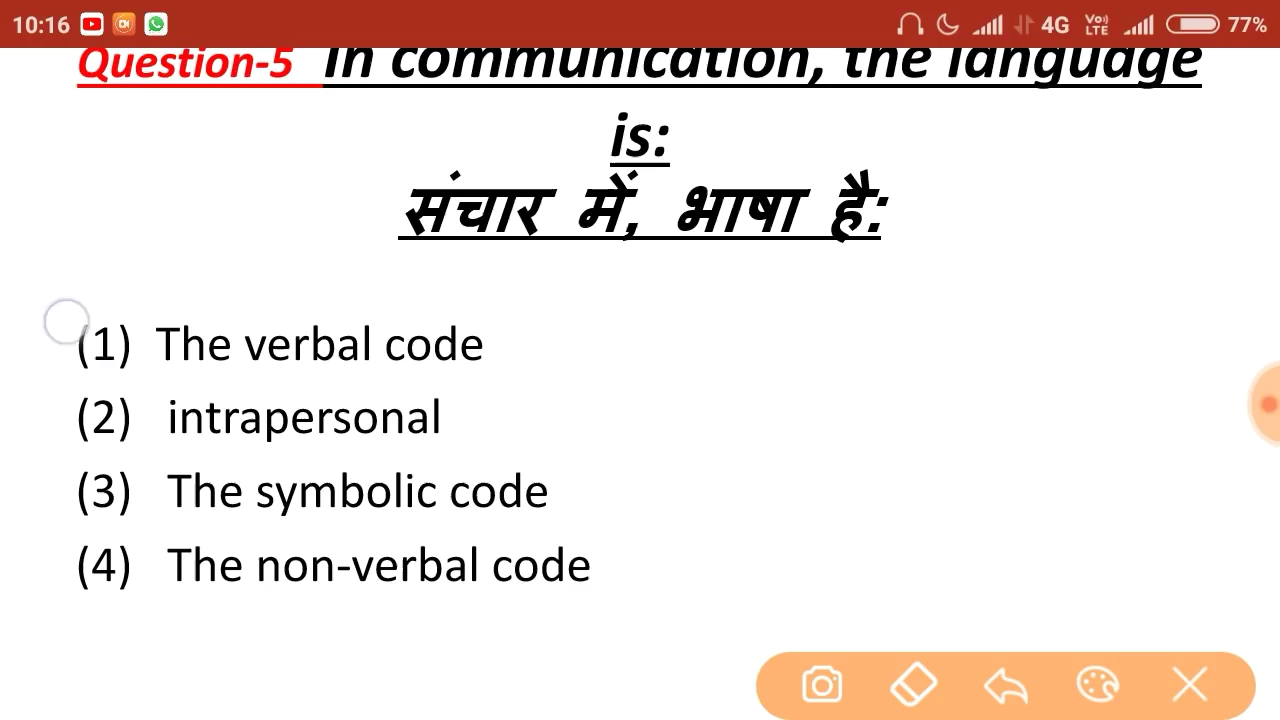 10:16 4G VoLTE 77%
Question-5 In communication, the language
is:
संचार में, भाषा है:
(1) The verbal code
(2) intrapersonal
(3) The symbolic code
(4) The non-verbal code